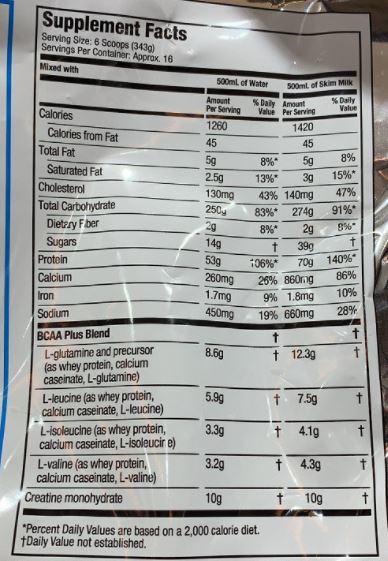 Supplement Facts
Serving Size: 6 Scoops (343g)
Servings Per Container: Approx. 16
Mixed with
500mL of Water 500mL of Skim Milk
Amount Per Serving % Daily Value Amount Per Serving % Daily Value
Calories 1260 1420
Calories from Fat 45 45
Total Fat 5g 8%* 5g 8%
Saturated Fat 2.5g 13%* 3g 15%*
Cholesterol 130mg 43% 140mg 47%
Total Carbohydrate 250g 83%* 274g 91%*
Dietary Fiber 2g 8%* 2g 8%*
Sugars 14g † 39g †
Protein 53g 106%* 70g 140%*
Calcium 260mg 26% 860mg 86%
Iron 1.7mg 9% 1.8mg 10%
Sodium 450mg 19% 660mg 28%
BCAA Plus Blend † †
L-glutamine and precursor 8.6g † 12.3g †
(as whey protein, calcium
caseinate, L-glutamine)
L-leucine (as whey protein, 5.9g † 7.5g †
calcium caseinate, L-leucine)
L-isoleucine (as whey protein, 3.3g † 4.1g †
calcium caseinate, L-isoleucine)
L-valine (as whey protein, 3.2g † 4.3g †
calcium caseinate, L-valine)
Creatine monohydrate 10g † 10g †
*Percent Daily Values are based on a 2,000 calorie diet.
†Daily Value not established.